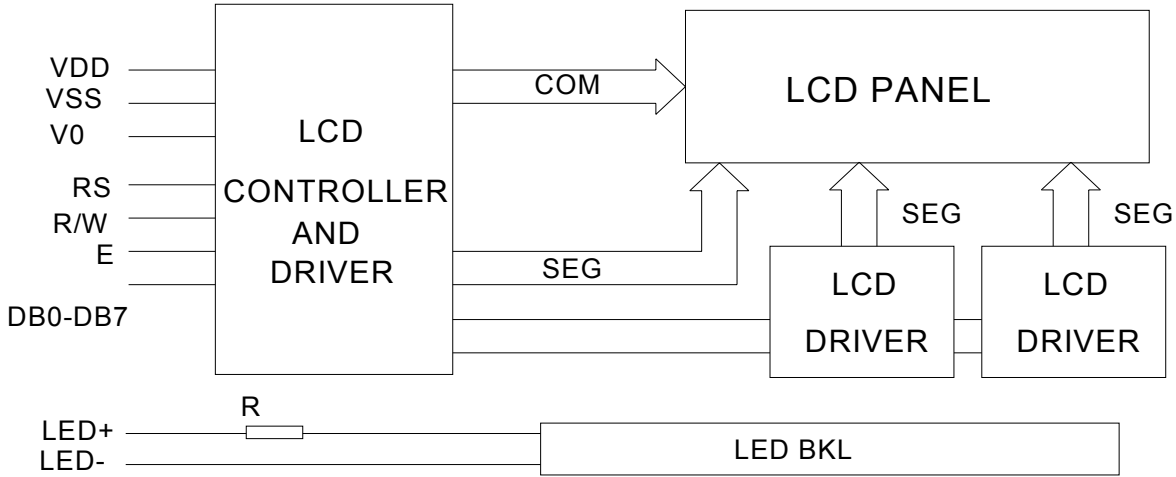 VDD
VSS
V0
RS
R/W
E
DB0-DB7
LCD
CONTROLLER
AND
DRIVER
COM
LCD PANEL
SEG
SEG
SEG
LCD
DRIVER
LCD
DRIVER
R
LED+
LED-
LED BKL